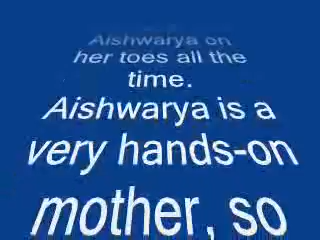 Aishwarya on
her toes all the
time.
Aishwarya is a
very hands-on
mother, so